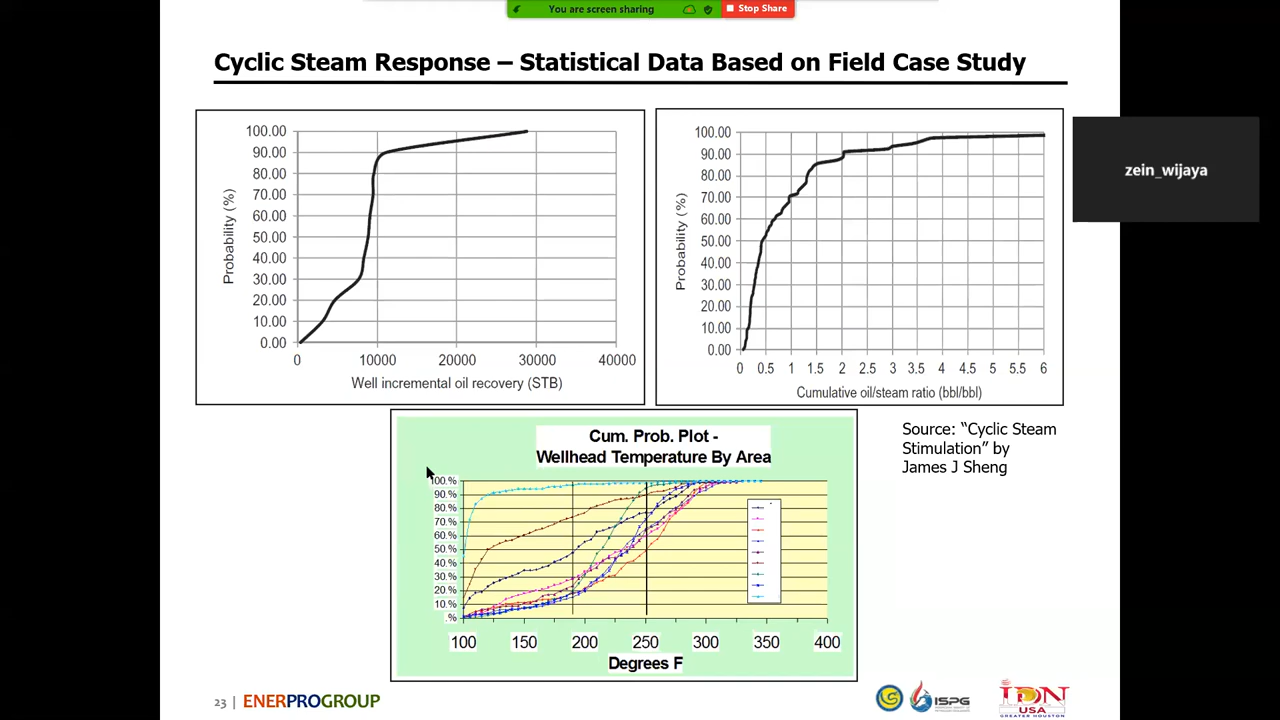 You are screen sharing
Stop Share
Cyclic Steam Response – Statistical Data Based on Field Case Study
zein_wijaya
Probability (%)
100.00
90.00
80.00
70.00
60.00
50.00
40.00
30.00
20.00
10.00
0.00
0 10000 20000 30000 40000
Well incremental oil recovery (STB)
Probability (%)
100.00
90.00
80.00
70.00
60.00
50.00
40.00
30.00
20.00
10.00
0.00
0 0.5 1 1.5 2 2.5 3 3.5 4 4.5 5 5.5 6
Cumulative oil/steam ratio (bbl/bbl)
Cum. Prob. Plot -
Wellhead Temperature By Area
100.%
90.%
80.%
70.%
60.%
50.%
40.%
30.%
20.%
10.%
.%
100 150 200 250 300 350 400
Degrees F
Source: “Cyclic Steam
Stimulation” by
James J Sheng
23 | ENERPROGROUP
ISPG
IDN
USA
GREATER HOUSTON